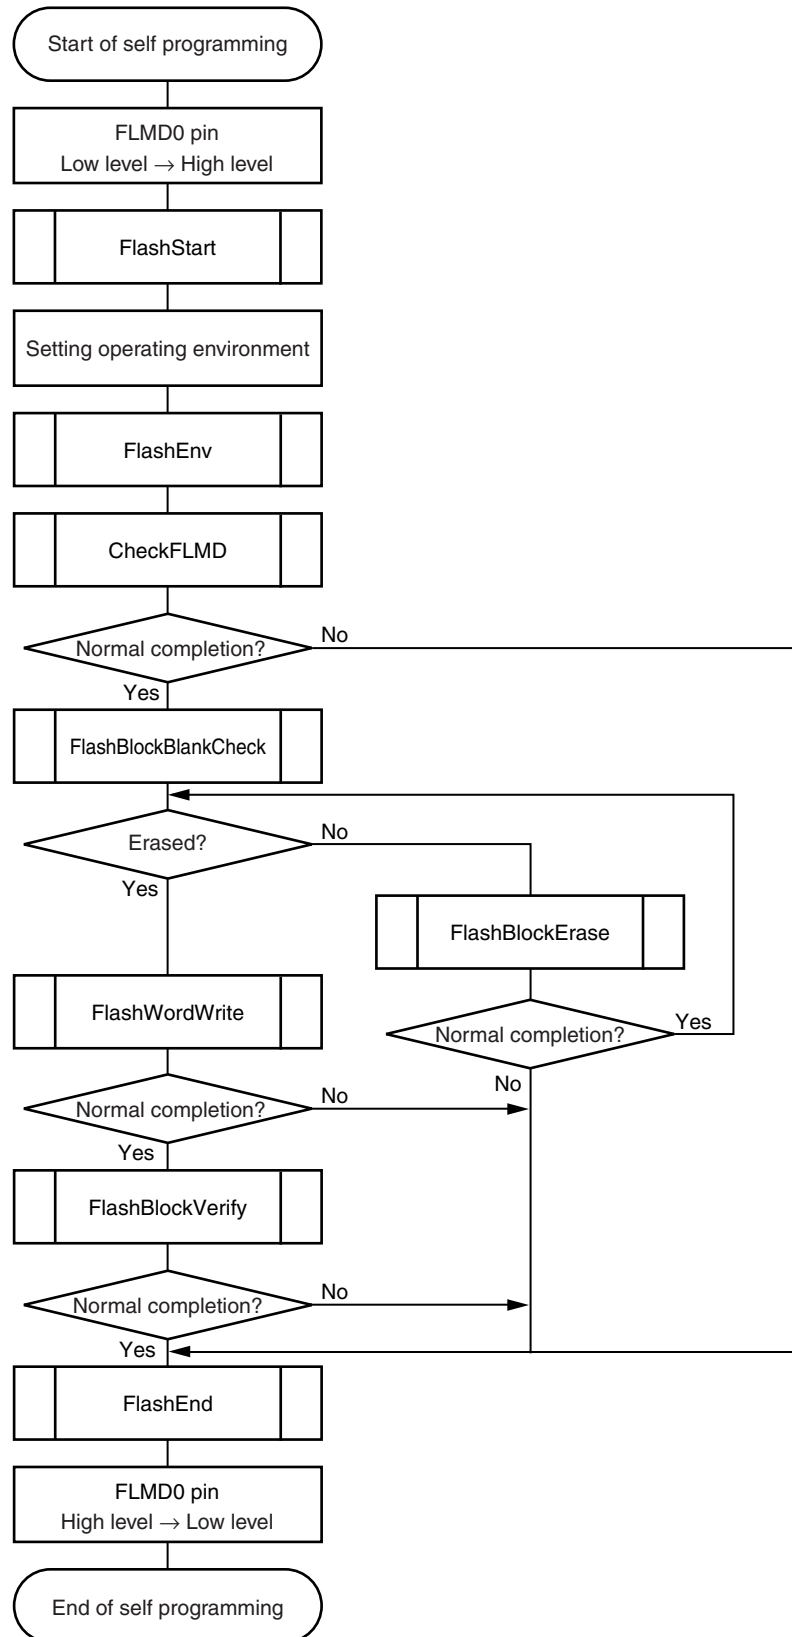 Start of self programming
FLMD0 pin
Low level → High level
FlashStart
Setting operating environment
FlashEnv
CheckFLMD
Normal completion?
No
Yes
FlashBlockBlankCheck
Erased?
No
Yes
FlashBlockErase
FlashWordWrite
Normal completion?
Yes
No
Normal completion?
No
Yes
FlashBlockVerify
Normal completion?
No
Yes
FlashEnd
FLMD0 pin
High level → Low level
End of self programming